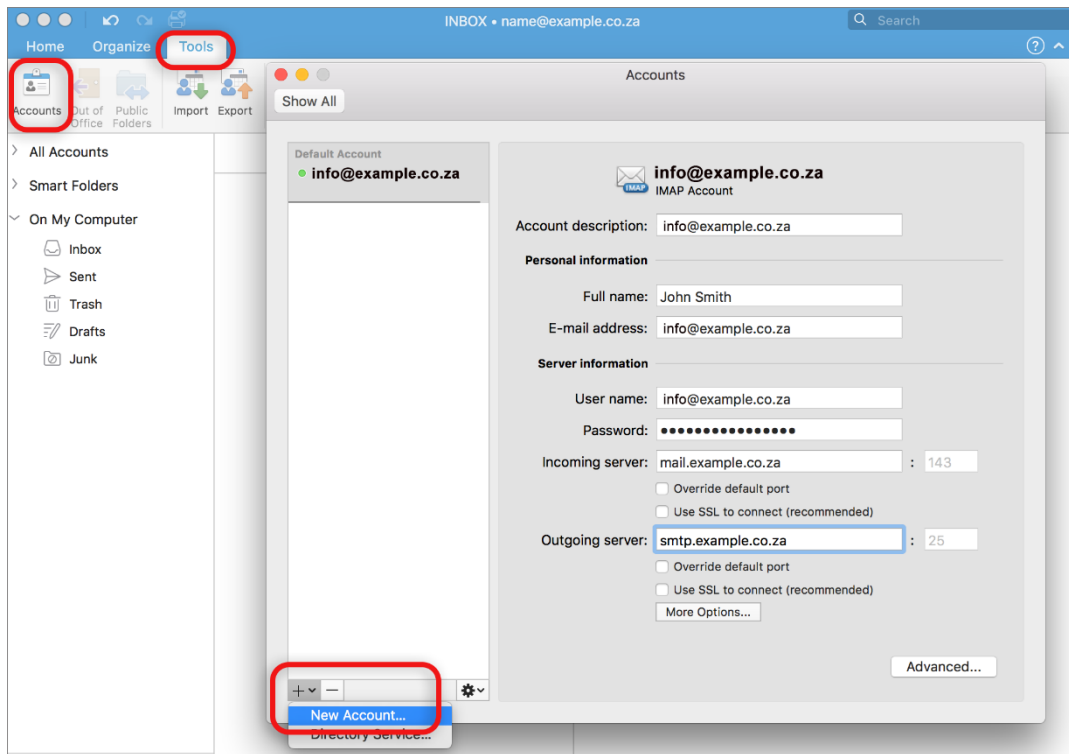 INBOX • name@example.co.za
Search
Home Organize Tools
?
Accounts Out of Office Public Folders Import Export
Accounts
Show All
All Accounts
Smart Folders
On My Computer
Inbox
Sent
Trash
Drafts
Junk
Default Account
info@example.co.za
IMAP
info@example.co.za
IMAP Account
Account description: info@example.co.za
Personal information
Full name: John Smith
E-mail address: info@example.co.za
Server information
User name: info@example.co.za
Password: ••••••••••••••••
Incoming server: mail.example.co.za : 143
Override default port
Use SSL to connect (recommended)
Outgoing server: smtp.example.co.za : 25
Override default port
Use SSL to connect (recommended)
More Options...
Advanced...
+ −
New Account...
Directory Service...